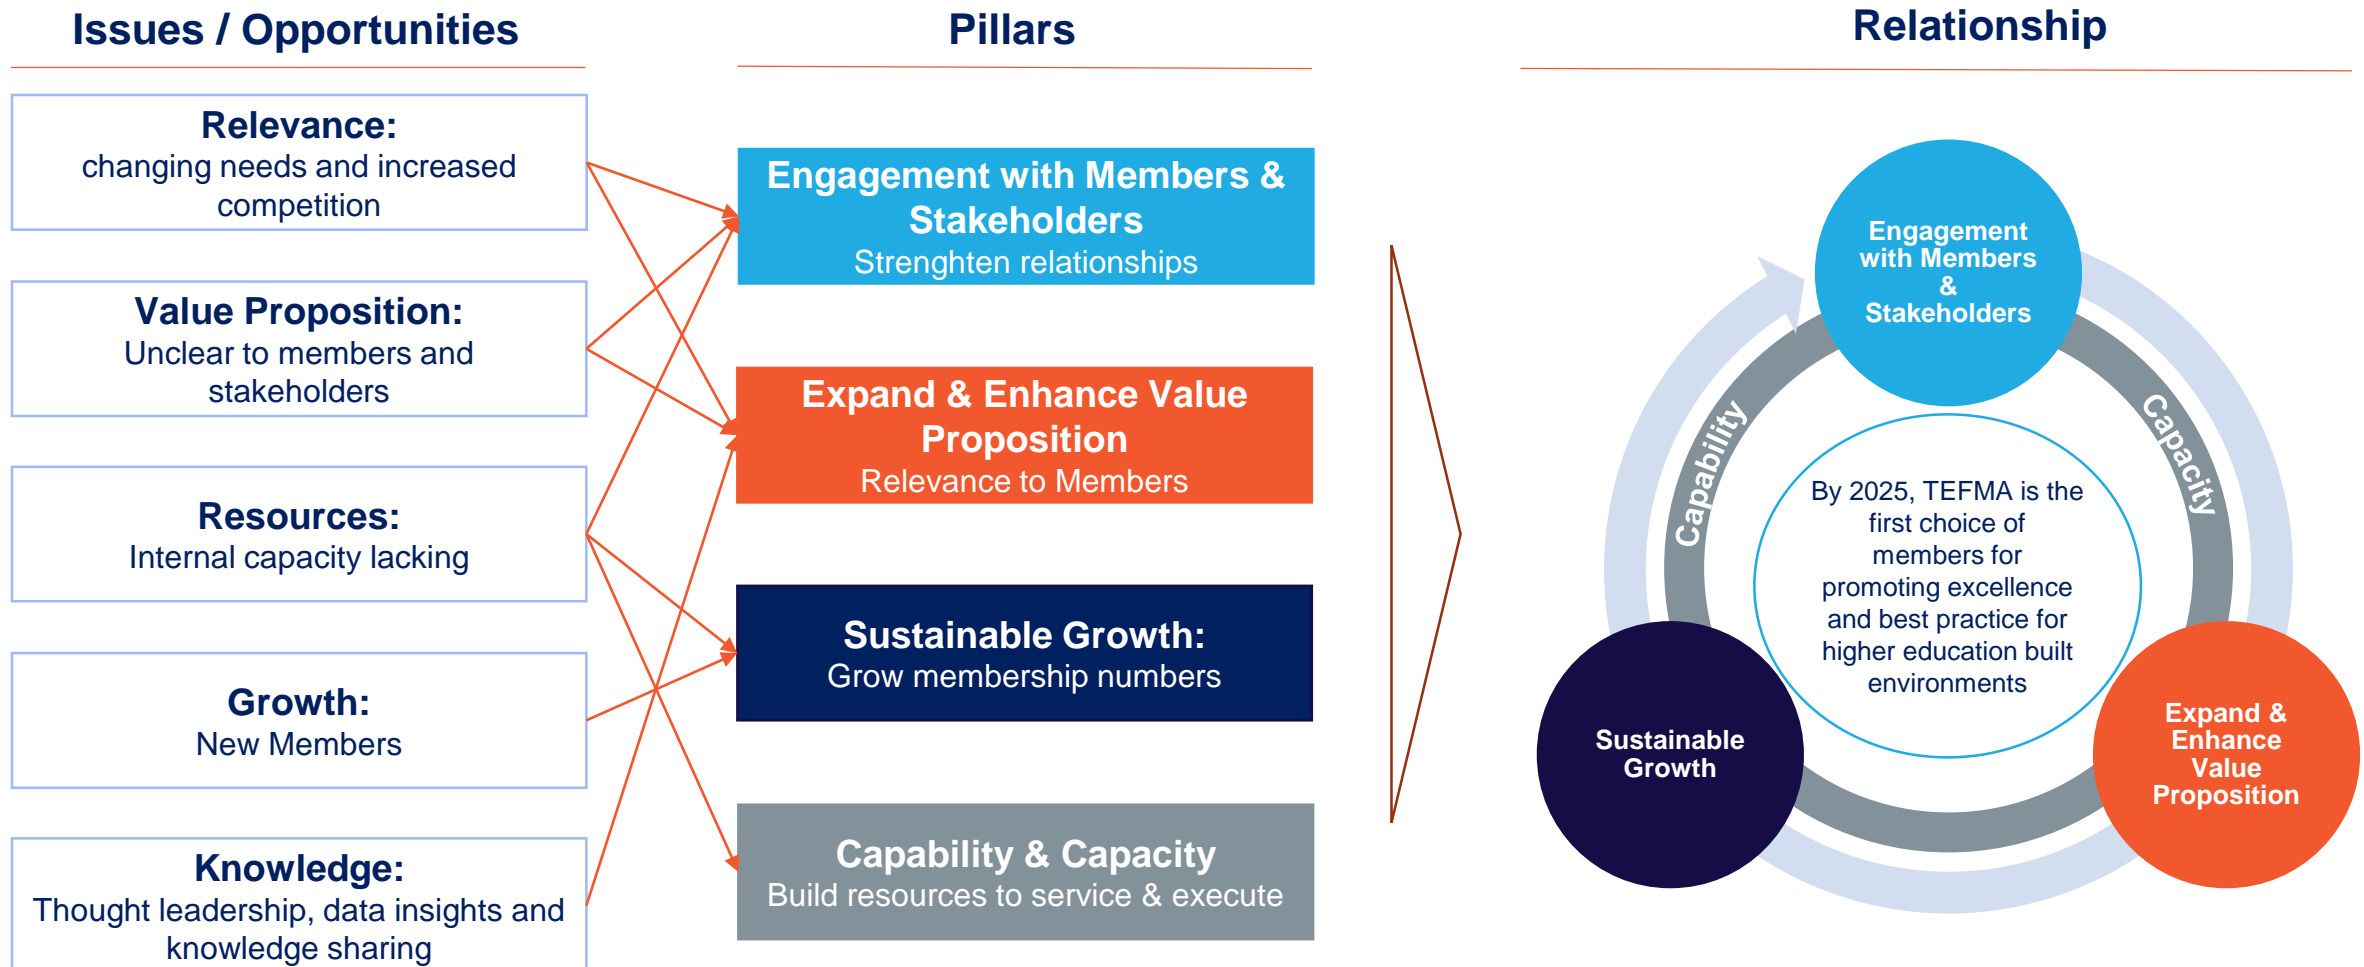 Issues / Opportunities
Relevance:
changing needs and increased
competition
Value Proposition:
Unclear to members and
stakeholders
Resources:
Internal capacity lacking
Growth:
New Members
Knowledge:
Thought leadership, data insights and
knowledge sharing
Pillars
Engagement with Members &
Stakeholders
Strenghten relationships
Expand & Enhance Value
Proposition
Relevance to Members
Sustainable Growth:
Grow membership numbers
Capability & Capacity
Build resources to service & execute
Relationship
Engagement
with Members
&
Stakeholders
Capability
Capacity
By 2025, TEFMA is the
first choice of
members for
promoting excellence
and best practice for
higher education built
environments
Sustainable
Growth
Expand &
Enhance
Value
Proposition